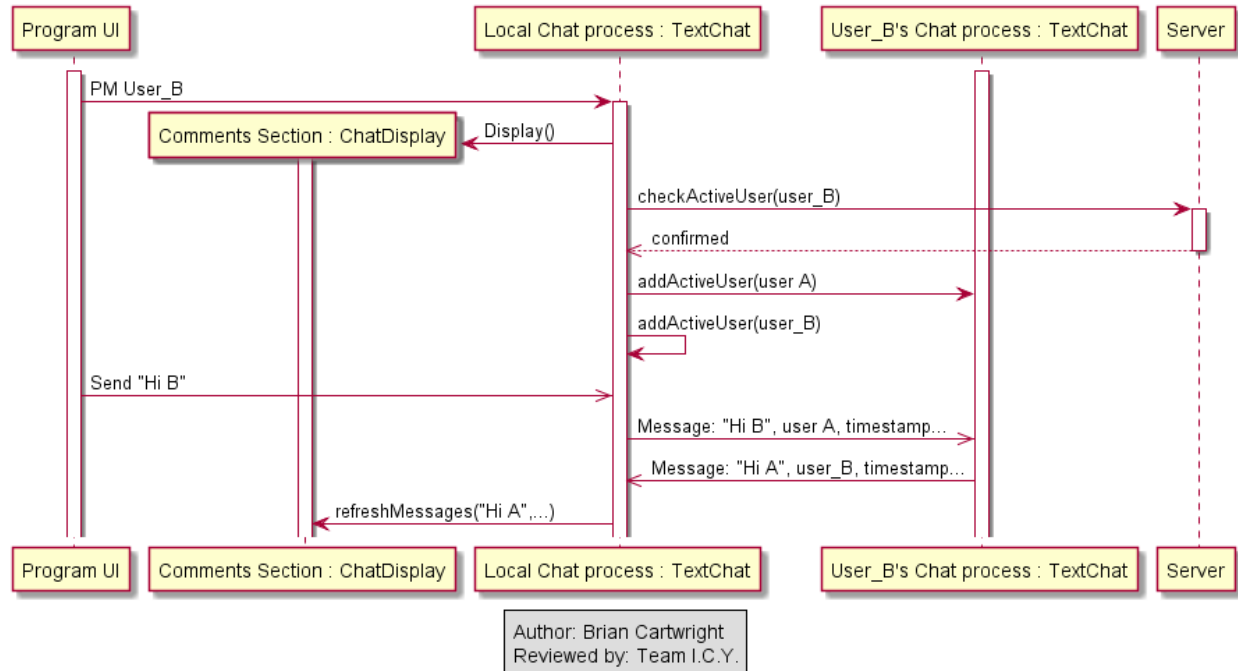 Program UI
Local Chat process : TextChat
User_B's Chat process : TextChat
Server
PM User_B
Comments Section : ChatDisplay
Display()
checkActiveUser(user_B)
confirmed
addActiveUser(user A)
addActiveUser(user_B)
Send "Hi B"
Message: "Hi B", user A, timestamp...
Message: "Hi A", user_B, timestamp...
refreshMessages("Hi A",...)
Program UI
Comments Section : ChatDisplay
Local Chat process : TextChat
User_B's Chat process : TextChat
Server
Author: Brian Cartwright
Reviewed by: Team I.C.Y.